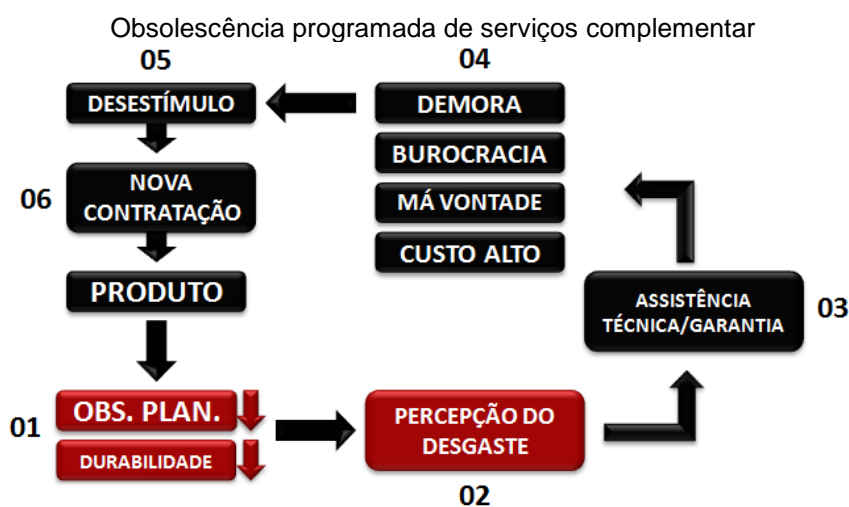 Obsolescência programada de serviços complementar
05
04
DESESTÍMULO
DEMORA
BUROCRACIA
MÁ VONTADE
CUSTO ALTO
06
NOVA
CONTRATAÇÃO
PRODUTO
ASSISTÊNCIA
TÉCNICA/GARANTIA
03
01
OBS. PLAN.
DURABILIDADE
PERCEPÇÃO DO
DESGASTE
02